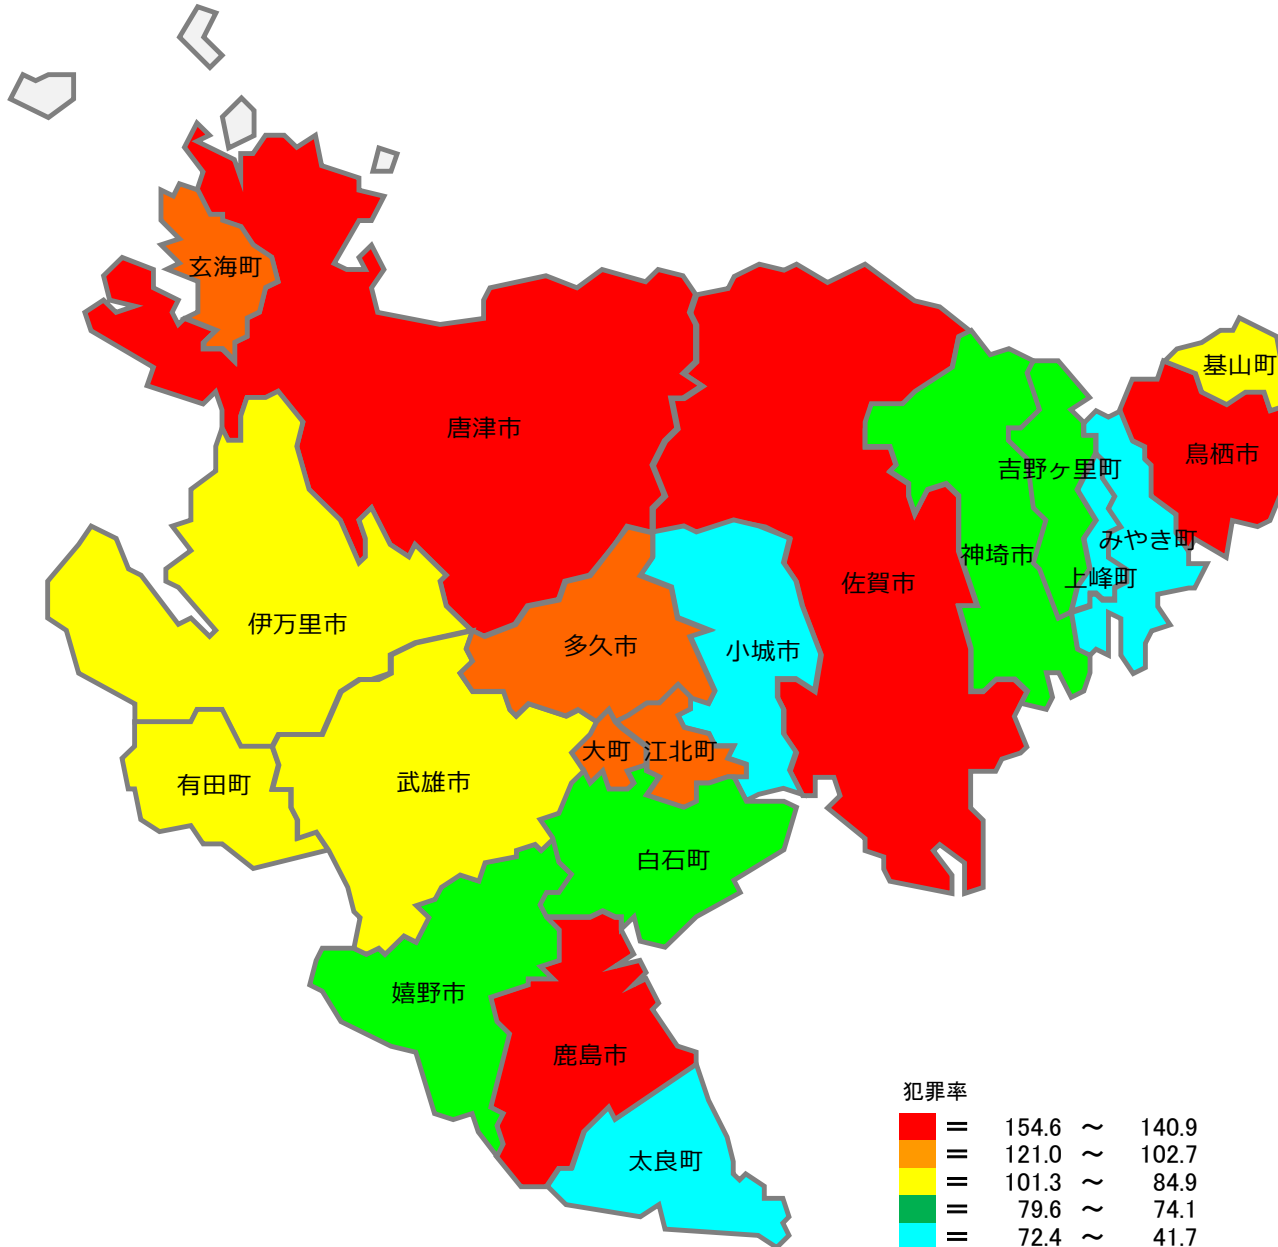 玄海町
基山町
唐津市
鳥栖市
吉野ヶ里町
みやき町
神埼市
上峰町
佐賀市
伊万里市
多久市
小城市
大町
江北町
有田町
武雄市
白石町
嬉野市
鹿島市
太良町
犯罪率
= 154.6 ～ 140.9
= 121.0 ～ 102.7
= 101.3 ～ 84.9
= 79.6 ～ 74.1
= 72.4 ～ 41.7